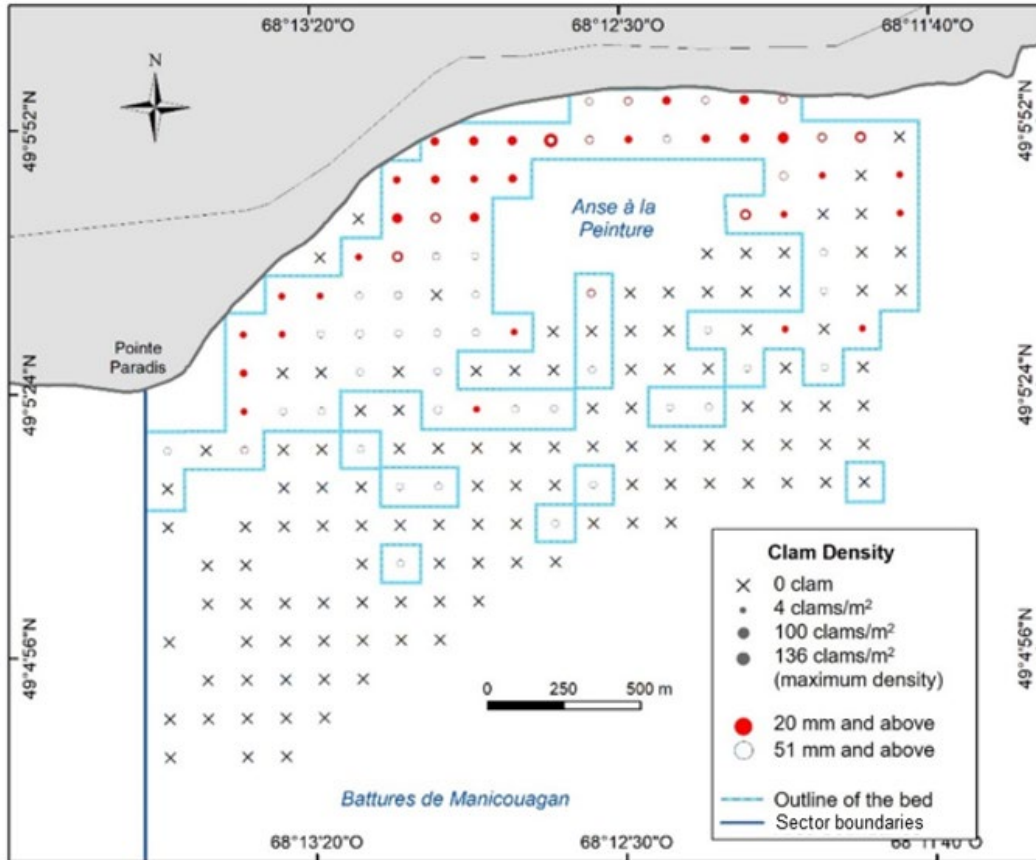 68°13'20"O
68°12'30"O
68°11'40"O
N
49°5'52"N
49°5'52"N
Anse à la
Peinture
Pointe
Paradis
49°5'24"N
49°5'24"N
Clam Density
0 clam
4 clams/m²
100 clams/m²
136 clams/m²
(maximum density)
20 mm and above
51 mm and above
Outline of the bed
Sector boundaries
49°4'56"N
49°4'56"N
0 250 500 m
Battures de Manicouagan
68°13'20"O
68°12'30"O
68°11'40"O